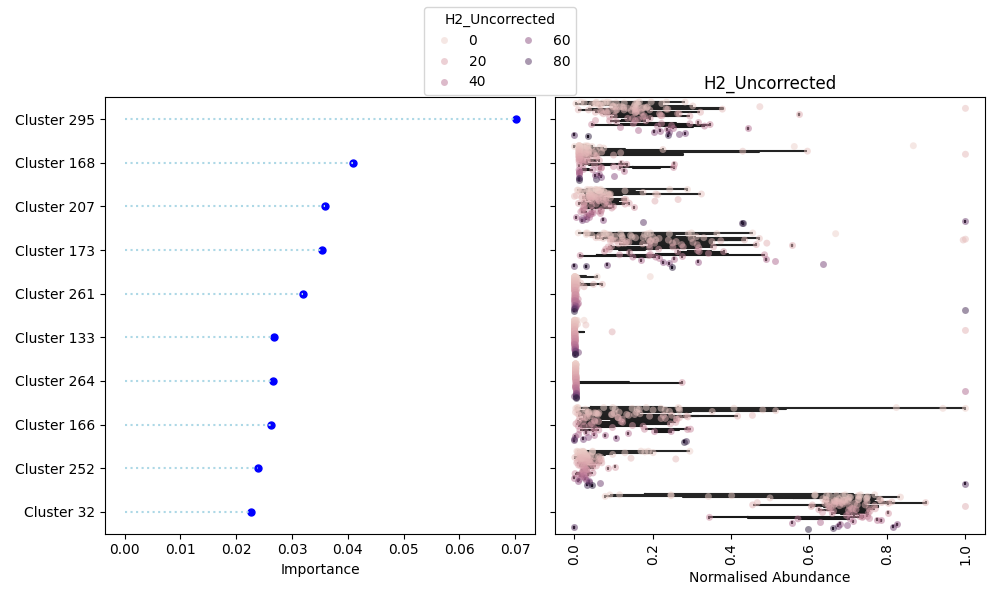 H2_Uncorrected
0 60
20 80
40
H2_Uncorrected
Cluster 295
Cluster 168
Cluster 207
Cluster 173
Cluster 261
Cluster 133
Cluster 264
Cluster 166
Cluster 252
Cluster 32
0.00 0.01 0.02 0.03 0.04 0.05 0.06 0.07
Importance
0.0 0.2 0.4 0.6 0.8 1.0
Normalised Abundance